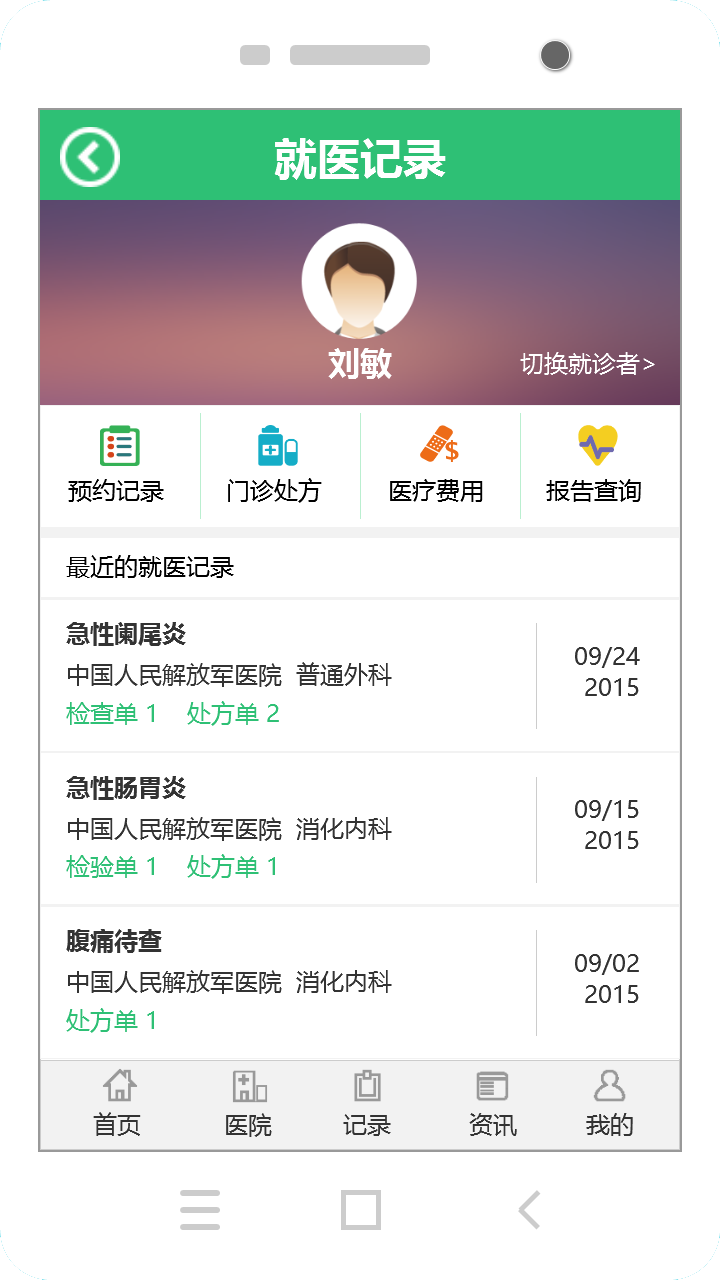 就医记录
刘敏
切换就诊者>
预约记录 门诊处方 医疗费用 报告查询
最近的就医记录
急性阑尾炎
中国人民解放军医院 普通外科
检查单 1 处方单 2
09/24
2015
急性肠胃炎
中国人民解放军医院 消化内科
检验单 1 处方单 1
09/15
2015
腹痛待查
中国人民解放军医院 消化内科
处方单 1
09/02
2015
首页 医院 记录 资讯 我的